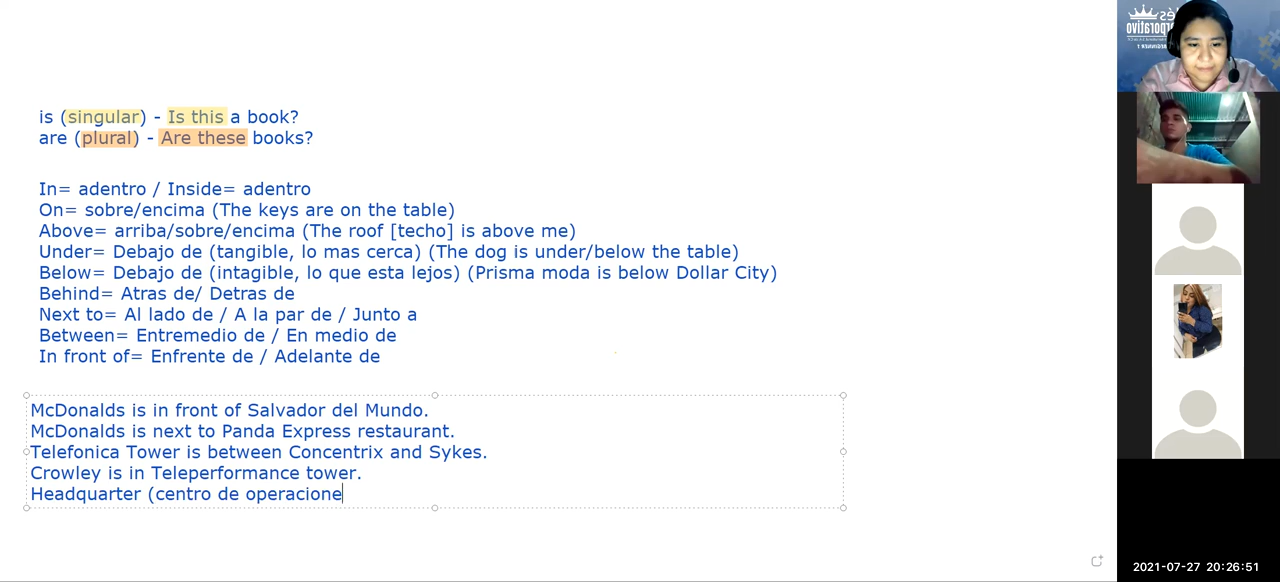 is (singular) - Is this a book?
are (plural) - Are these books?
In= adentro / Inside= adentro
On= sobre/encima (The keys are on the table)
Above= arriba/sobre/encima (The roof [techo] is above me)
Under= Debajo de (tangible, lo mas cerca) (The dog is under/below the table)
Below= Debajo de (intagible, lo que esta lejos) (Prisma moda is below Dollar City)
Behind= Atras de/ Detras de
Next to= Al lado de / A la par de / Junto a
Between= Entremedio de / En medio de
In front of= Enfrente de / Adelante de
McDonalds is in front of Salvador del Mundo.
McDonalds is next to Panda Express restaurant.
Telefonica Tower is between Concentrix and Sykes.
Crowley is in Teleperformance tower.
Headquarter (centro de operacione
2021-07-27 20:26:51